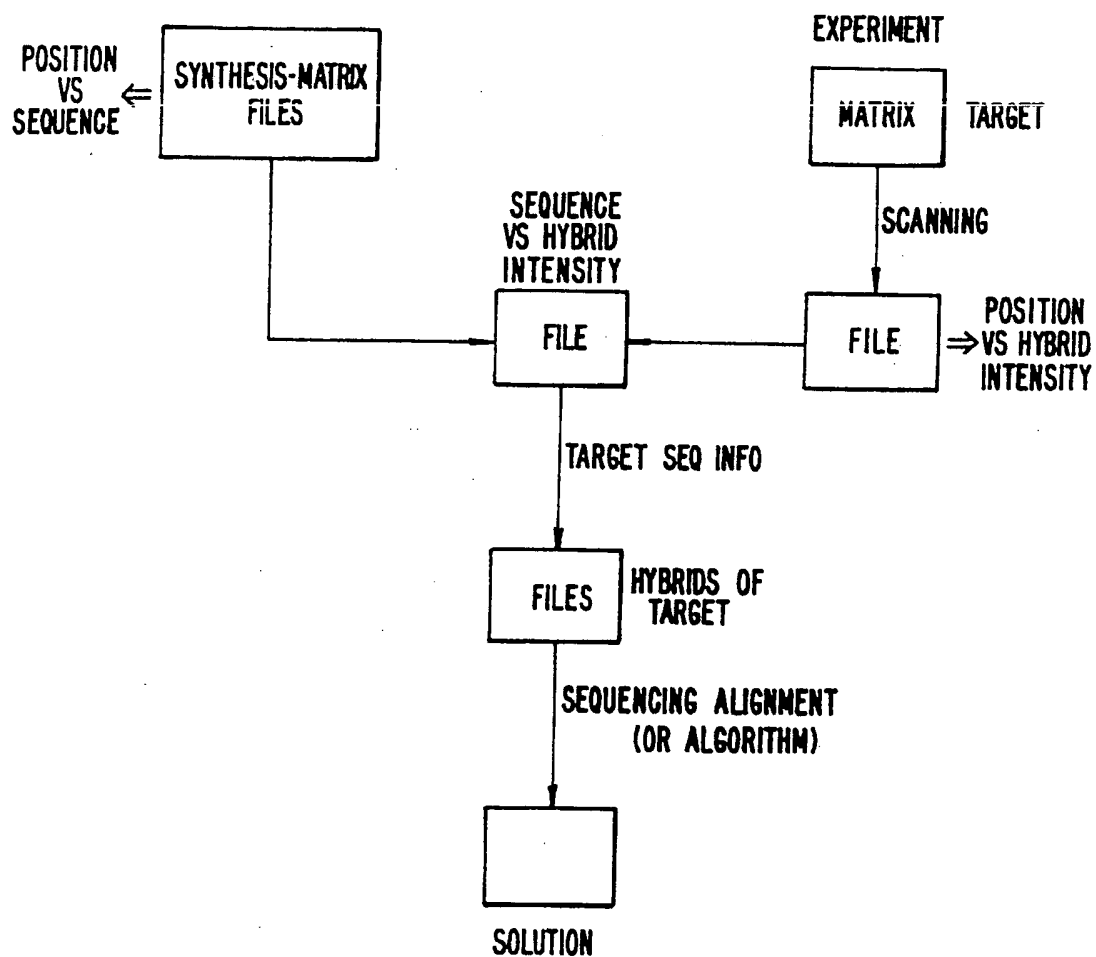 POSITION
VS
SEQUENCE
SYNTHESIS-MATRIX
FILES
EXPERIMENT
MATRIX
TARGET
SCANNING
SEQUENCE
VS HYBRID
INTENSITY
FILE
FILE
POSITION
VS HYBRID
INTENSITY
TARGET SEQ INFO
FILES
HYBRIDS OF
TARGET
SEQUENCING ALIGNMENT
(OR ALGORITHM)
SOLUTION